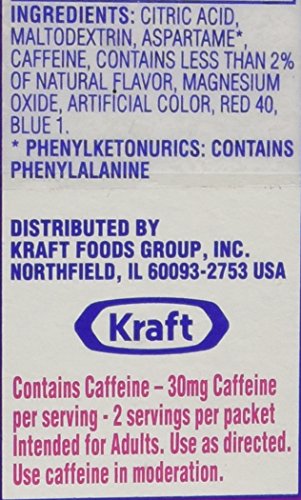 INGREDIENTS: CITRIC ACID,
MALTODEXTRIN, ASPARTAME*,
CAFFEINE, CONTAINS LESS THAN 2%
OF NATURAL FLAVOR, MAGNESIUM
OXIDE, ARTIFICIAL COLOR, RED 40,
BLUE 1.
* PHENYLKETONURICS: CONTAINS
PHENYLALANINE
DISTRIBUTED BY
KRAFT FOODS GROUP, INC.
NORTHFIELD, IL 60093-2753 USA
Kraft
Contains Caffeine – 30mg Caffeine
per serving - 2 servings per packet
Intended for Adults. Use as directed.
Use caffeine in moderation.